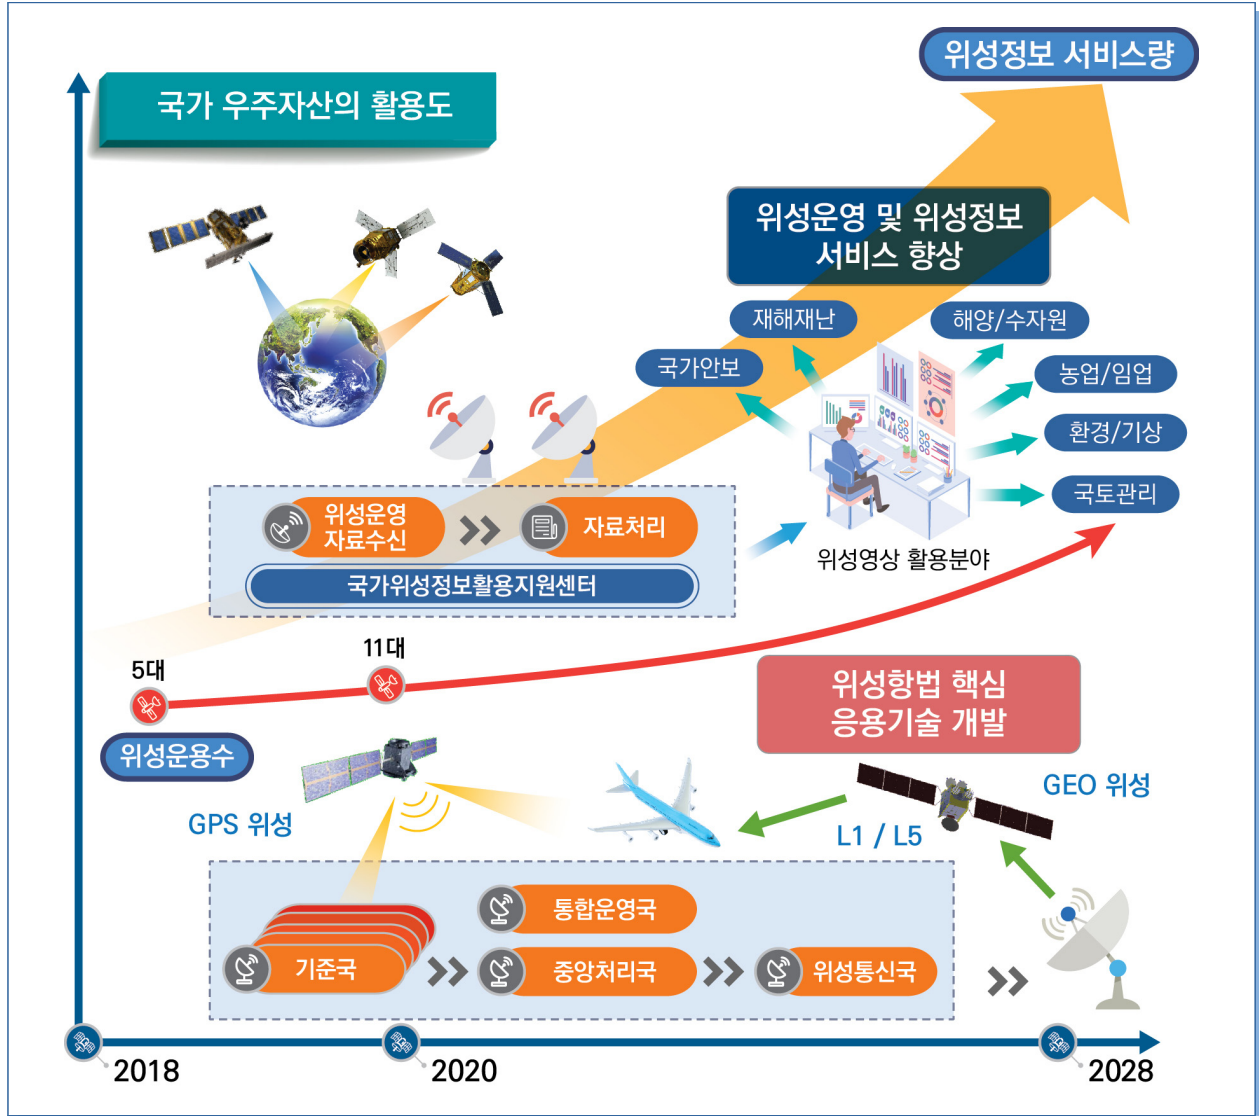 위성정보 서비스량
국가 우주자산의 활용도
위성운영 및 위성정보
서비스 향상
재해재난
해양/수자원
국가안보
농업/임업
환경/기상
국토관리
위성영상 활용분야
위성운영
자료수신
자료처리
국가위성정보활용지원센터
5대
11대
위성운용수
위성항법 핵심
응용기술 개발
GPS 위성
GEO 위성
L1 / L5
통합운영국
기준국
중앙처리국
위성통신국
2018
2020
2028